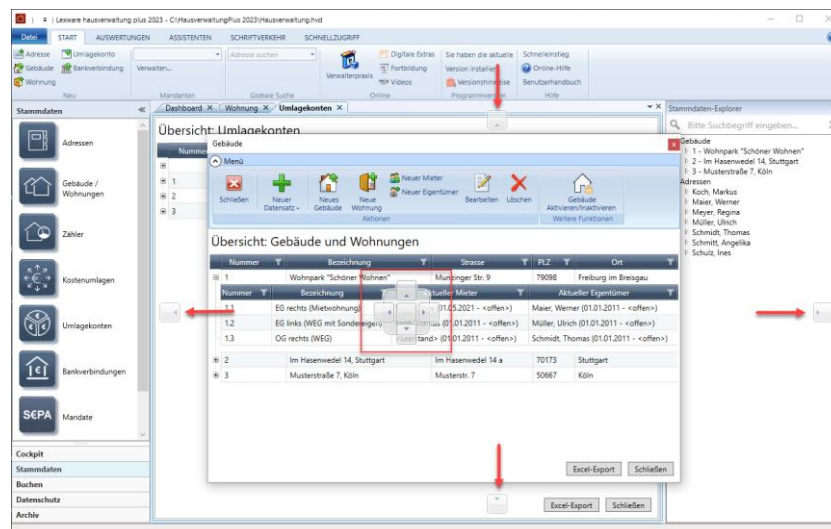 Lexware hausverwaltung plus 2023 - C:\HausverwaltungPlus 2023\Hausverwaltung.hvd
Datei START AUSWERTUNGEN ASSISTENTEN SCHRIFTVERKEHR SCHNELLZUGRIFF
Adresse Umlagekonto Adresse suchen Digitale Extras Sie haben die aktuelle Schnelleinstieg
Gebäude Bankverbindung Verwalten... Fortbildung Version installiert Online-Hilfe
Wohnung Verwalterpraxis Videos Versionshinweise Benutzerhandbuch
Neu Mandanten Globale Suche Online Programmversion Hilfe
Stammdaten
Dashboard Wohnung Umlagekonten
Stammdaten-Explorer
Übersicht: Umlagekonten
Bitte Suchbegriff eingeben...
Adressen
Gebäude / Wohnungen
Zähler
Kostenumlagen
Umlagekonten
Bankverbindungen
SEPA Mandate
Cockpit
Stammdaten
Buchen
Datenschutz
Archiv
Nummer
1
2
3
Gebäude
Menü
Schließen Neuer Datensatz Neues Gebäude Neue Wohnung Neuer Mieter Neuer Eigentümer Bearbeiten Löschen Gebäude Aktivieren/Inaktivieren
Aktionen Weitere Funktionen
Übersicht: Gebäude und Wohnungen
Nummer Bezeichnung Strasse PLZ Ort
1 Wohnpark "Schöner Wohnen" Munzinger Str. 9 79098 Freiburg im Breisgau
Nummer Bezeichnung Aktueller Mieter Aktueller Eigentümer
1.1 EG rechts (Mietwohnung) (01.05.2021 - <offen>) Maier, Werner (01.01.2011 - <offen>)
1.2 EG links (WEG mit Sondereigen) (01.01.2011 - <offen>) Müller, Ulrich (01.01.2011 - <offen>)
1.3 OG rechts (WEG) (01.01.2011 - <offen>) Schmidt, Thomas (01.01.2011 - <offen>)
2 Im Hasenwedel 14, Stuttgart Im Hasenwedel 14 a 70173 Stuttgart
3 Musterstraße 7, Köln Musterstr. 7 50667 Köln
Excel-Export Schließen
Excel-Export Schließen
Gebäude
1 - Wohnpark "Schöner Wohnen"
2 - Im Hasenwedel 14, Stuttgart
3 - Musterstraße 7, Köln
Adressen
Koch, Markus
Maier, Werner
Meyer, Regina
Müller, Ulrich
Schmidt, Thomas
Schmitt, Angelika
Schulz, Ines